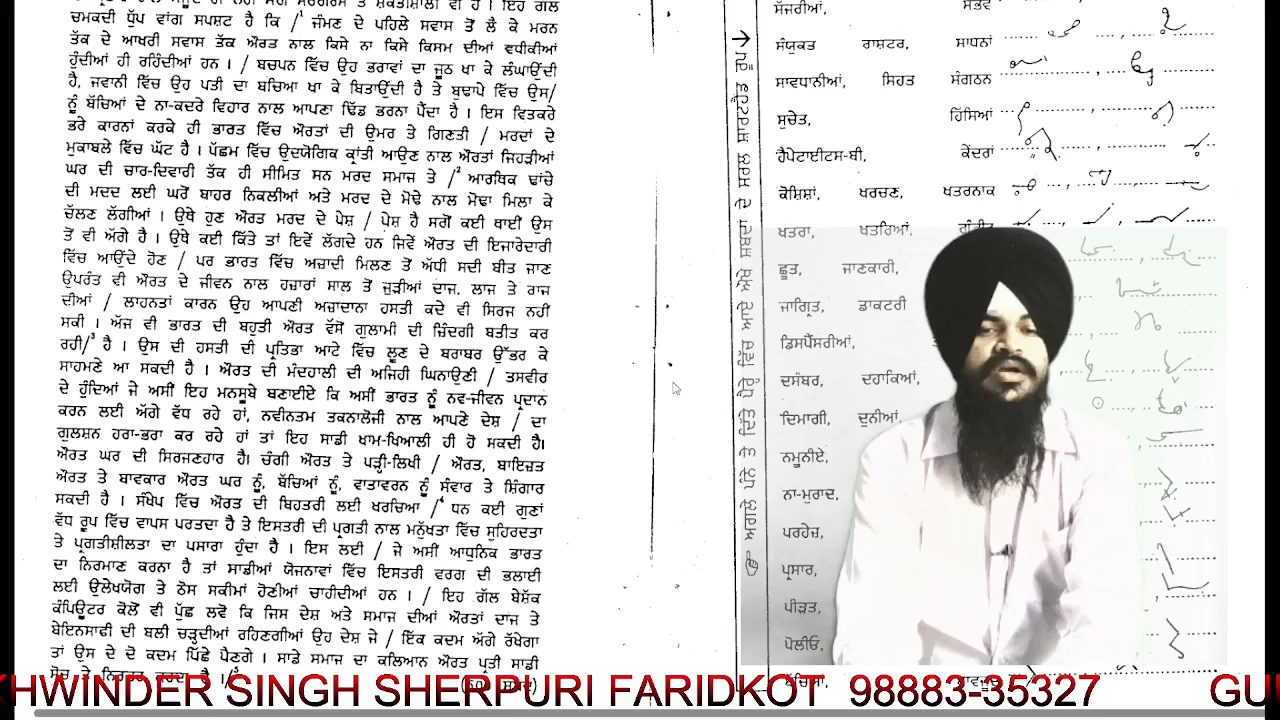 ਚਮਕਦੀ ਧੁੱਪ ਵਾਂਗ ਸਪਸ਼ਟ ਹੈ ਕਿ /¹ ਜੰਮਣ ਦੇ ਪਹਿਲੇ ਸਵਾਸ ਤੋਂ ਲੈ ਕੇ ਮਰਨ
ਤੱਕ ਦੇ ਆਖਰੀ ਸਵਾਸ ਤੱਕ ਔਰਤ ਨਾਲ ਕਿਸੇ ਨਾ ਕਿਸੇ ਕਿਸਮ ਦੀਆਂ ਵਧੀਕੀਆਂ
ਹੁੰਦੀਆਂ ਹੀ ਰਹਿੰਦੀਆਂ ਹਨ । / ਬਚਪਨ ਵਿੱਚ ਉਹ ਭਰਾਵਾਂ ਦਾ ਜੂਠ ਖਾ ਕੇ ਲੰਘਾਉਂਦੀ
ਹੈ, ਜਵਾਨੀ ਵਿੱਚ ਉਹ ਪਤੀ ਦਾ ਬਚਿਆ ਖਾ ਕੇ ਬਿਤਾਉਂਦੀ ਹੈ ਤੇ ਬੁਢਾਪੇ ਵਿੱਚ ਉਸ/
ਨੂੰ ਬੱਚਿਆਂ ਦੇ ਨਾ-ਕਦਰੇ ਵਿਹਾਰ ਨਾਲ ਆਪਣਾ ਢਿੱਡ ਭਰਨਾ ਪੈਂਦਾ ਹੈ । ਇਸ ਵਿਤਕਰੇ
ਭਰੇ ਕਾਰਨਾਂ ਕਰਕੇ ਹੀ ਭਾਰਤ ਵਿੱਚ ਔਰਤਾਂ ਦੀ ਉਮਰ ਤੇ ਗਿਣਤੀ / ਮਰਦਾਂ ਦੇ
ਮੁਕਾਬਲੇ ਵਿੱਚ ਘੱਟ ਹੈ । ਪੱਛਮ ਵਿੱਚ ਉਦਯੋਗਿਕ ਕ੍ਰਾਂਤੀ ਆਉਣ ਨਾਲ ਔਰਤਾਂ ਜਿਹੜੀਆਂ
ਘਰ ਦੀ ਚਾਰ-ਦਿਵਾਰੀ ਤੱਕ ਹੀ ਸੀਮਿਤ ਸਨ ਮਰਦ ਸਮਾਜ ਤੇ /² ਆਰਥਿਕ ਢਾਂਚੇ
ਦੀ ਮਦਦ ਲਈ ਘਰੋਂ ਬਾਹਰ ਨਿਕਲੀਆਂ ਅਤੇ ਮਰਦ ਦੇ ਮੋਢੇ ਨਾਲ ਮੋਢਾ ਮਿਲਾ ਕੇ
ਚੱਲਣ ਲੱਗੀਆਂ । ਉਥੇ ਹੁਣ ਔਰਤ ਮਰਦ ਦੇ ਪੇਸ਼ / ਪੇਸ਼ ਹੈ ਸਗੋਂ ਕਈ ਥਾਈਂ ਉਸ
ਤੋਂ ਵੀ ਅੱਗੇ ਹੈ । ਉਥੇ ਕਈ ਕਿੱਤੇ ਤਾਂ ਇਵੇਂ ਲੱਗਦੇ ਹਨ ਜਿਵੇਂ ਔਰਤ ਦੀ ਇਜਾਰੇਦਾਰੀ
ਵਿੱਚ ਆਉਂਦੇ ਹੋਣ / ਪਰ ਭਾਰਤ ਵਿੱਚ ਅਜ਼ਾਦੀ ਮਿਲਣ ਤੋਂ ਅੱਧੀ ਸਦੀ ਬੀਤ ਜਾਣ
ਉਪਰੰਤ ਵੀ ਔਰਤ ਦੇ ਜੀਵਨ ਨਾਲ ਹਜ਼ਾਰਾਂ ਸਾਲ ਤੋਂ ਜੁੜੀਆਂ ਦਾਜ, ਲਾਜ ਤੇ ਰਾਜ
ਦੀਆਂ / ਲਾਹਨਤਾਂ ਕਾਰਨ ਉਹ ਆਪਣੀ ਅਜ਼ਾਦਾਨਾ ਹਸਤੀ ਕਦੇ ਵੀ ਸਿਰਜ ਨਹੀਂ
ਸਕੀ । ਅੱਜ ਵੀ ਭਾਰਤ ਦੀ ਬਹੁਤੀ ਔਰਤ ਵੱਸੋਂ ਗੁਲਾਮੀ ਦੀ ਜ਼ਿੰਦਗੀ ਬਤੀਤ ਕਰ
ਰਹੀ/³ ਹੈ । ਉਸ ਦੀ ਹਸਤੀ ਦੀ ਪ੍ਰਤਿਭਾ ਆਟੇ ਵਿੱਚ ਲੂਣ ਦੇ ਬਰਾਬਰ ਉੱਭਰ ਕੇ
ਸਾਹਮਣੇ ਆ ਸਕਦੀ ਹੈ । ਔਰਤ ਦੀ ਮੰਦਹਾਲੀ ਦੀ ਅਜਿਹੀ ਘਿਨਾਉਣੀ / ਤਸਵੀਰ
ਦੇ ਹੁੰਦਿਆਂ ਜੇ ਅਸੀਂ ਇਹ ਮਨਸੂਬੇ ਬਣਾਈਏ ਕਿ ਅਸੀਂ ਭਾਰਤ ਨੂੰ ਨਵ-ਜੀਵਨ ਪ੍ਰਦਾਨ
ਕਰਨ ਲਈ ਅੱਗੇ ਵੱਧ ਰਹੇ ਹਾਂ, ਨਵੀਨਤਮ ਤਕਨਾਲੋਜੀ ਨਾਲ ਆਪਣੇ ਦੇਸ਼ / ਦਾ
ਗੁਲਸ਼ਨ ਹਰਾ-ਭਰਾ ਕਰ ਰਹੇ ਹਾਂ ਤਾਂ ਇਹ ਸਾਡੀ ਖਾਮ-ਖਿਆਲੀ ਹੀ ਹੋ ਸਕਦੀ ਹੈ।
ਔਰਤ ਘਰ ਦੀ ਸਿਰਜਣਹਾਰ ਹੈ। ਚੰਗੀ ਔਰਤ ਤੇ ਪੜ੍ਹੀ-ਲਿਖੀ / ਔਰਤ, ਬਾਇਜ਼ਤ
ਔਰਤ ਤੇ ਬਾਵਕਾਰ ਔਰਤ ਘਰ ਨੂੰ, ਬੱਚਿਆਂ ਨੂੰ, ਵਾਤਾਵਰਨ ਨੂੰ ਸੰਵਾਰ ਤੇ ਸ਼ਿੰਗਾਰ
ਸਕਦੀ ਹੈ । ਸੰਖੇਪ ਵਿੱਚ ਔਰਤ ਦੀ ਬਿਹਤਰੀ ਲਈ ਖਰਚਿਆ /⁴ ਧਨ ਕਈ ਗੁਣਾਂ
ਵੱਧ ਰੂਪ ਵਿੱਚ ਵਾਪਸ ਪਰਤਦਾ ਹੈ ਤੇ ਇਸਤਰੀ ਦੀ ਪ੍ਰਗਤੀ ਨਾਲ ਮਨੁੱਖਤਾ ਵਿੱਚ ਸੁਹਿਰਦਤਾ
ਤੇ ਪ੍ਰਗਤੀਸ਼ੀਲਤਾ ਦਾ ਪਸਾਰਾ ਹੁੰਦਾ ਹੈ । ਇਸ ਲਈ / ਜੇ ਅਸੀਂ ਆਧੁਨਿਕ ਭਾਰਤ
ਦਾ ਨਿਰਮਾਣ ਕਰਨਾ ਹੈ ਤਾਂ ਸਾਡੀਆਂ ਯੋਜਨਾਵਾਂ ਵਿੱਚ ਇਸਤਰੀ ਵਰਗ ਦੀ ਭਲਾਈ
ਲਈ ਉਲੇਖਯੋਗ ਤੇ ਠੋਸ ਸਕੀਮਾਂ ਹੋਣੀਆਂ ਚਾਹੀਦੀਆਂ ਹਨ । / ਇਹ ਗੱਲ ਬੇਸ਼ੱਕ
ਕੰਪਿਊਟਰ ਕੋਲੋਂ ਵੀ ਪੁੱਛ ਲਵੋ ਕਿ ਜਿਸ ਦੇਸ਼ ਅਤੇ ਸਮਾਜ ਦੀਆਂ ਔਰਤਾਂ ਦਾਜ ਤੇ
ਬੇਇਨਸਾਫੀ ਦੀ ਬਲੀ ਚੜ੍ਹਦੀਆਂ ਰਹਿਣਗੀਆਂ ਉਹ ਦੇਸ਼ ਜੇ / ਇੱਕ ਕਦਮ ਅੱਗੇ ਰੱਖੇਗਾ
ਤਾਂ ਉਸ ਦੇ ਦੋ ਕਦਮ ਪਿੱਛੇ ਪੈਣਗੇ । ਸਾਡੇ ਸਮਾਜ ਦਾ ਕਲਿਆਨ ਔਰਤ ਪ੍ਰਤੀ ਸਾਡੀ
ਅਗਲੇ ਪੰਨੇ ਤੇ ਦਿੱਤੇ ਪੈਰ੍ਹੇ ਵਿੱਚ ਆਏ ਔਖੇ ਸ਼ਬਦਾਂ ਦੇ ਸਰਲ ਸ਼ਾਰਟਹੈਂਡ ਰੂਪ
ਸੰਯੁਕਤ ਰਾਸ਼ਟਰ, ਸਾਧਨਾਂ
ਸਾਵਧਾਨੀਆਂ, ਸਿਹਤ ਸੰਗਠਨ
ਸੁਚੇਤ, ਹਿੱਸਿਆਂ
ਹੈਪੇਟਾਈਟਸ-ਬੀ, ਕੇਂਦਰਾਂ
ਕੋਸ਼ਿਸ਼ਾਂ, ਖਰਚਣ, ਖਤਰਨਾਕ
ਖਤਰਾ, ਖਤਰਿਆਂ,
ਛੂਤ, ਜਾਣਕਾਰੀ,
ਜਾਗ੍ਰਿਤ, ਡਾਕਟਰੀ
ਡਿਸਪੈਂਸਰੀਆਂ,
ਦਸੰਬਰ, ਦਹਾਕਿਆਂ,
ਦਿਮਾਗੀ, ਦੁਨੀਆਂ,
ਨਮੂਨੀਏ,
ਨਾ-ਮੁਰਾਦ,
ਪਰਹੇਜ਼,
ਪ੍ਰਸਾਰ,
ਪੀੜਤ,
ਪੋਲੀਓ,
KHWINDER SINGH SHERPURI FARIDKOT 98883-35327 GU